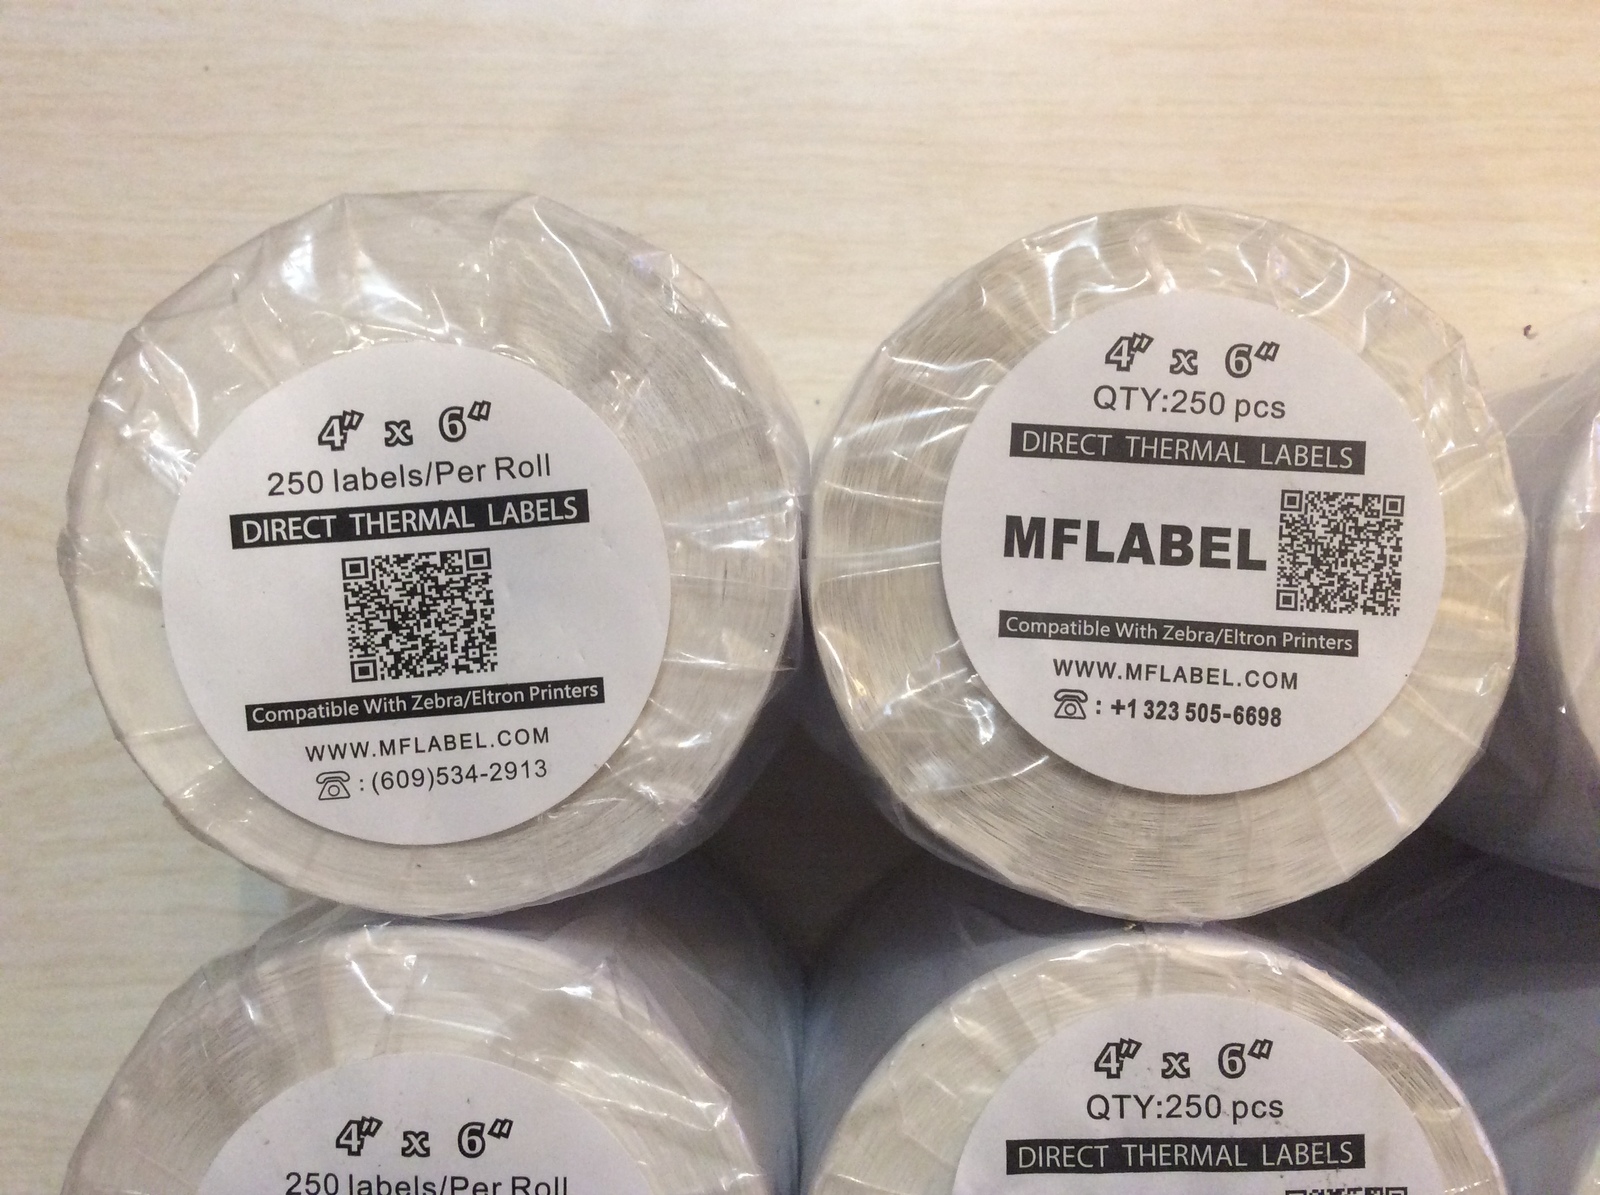 4" x 6"
250 labels/Per Roll
DIRECT THERMAL LABELS
Compatible With Zebra/Eltron Printers
WWW.MFLABEL.COM
: (609)534-2913
4" x 6"
QTY:250 pcs
DIRECT THERMAL LABELS
MFLABEL
Compatible With Zebra/Eltron Printers
WWW.MFLABEL.COM
: +1 323 505-6698
4" x 6"
250 labels/Per Roll
4" x 6"
QTY:250 pcs
DIRECT THERMAL LABELS